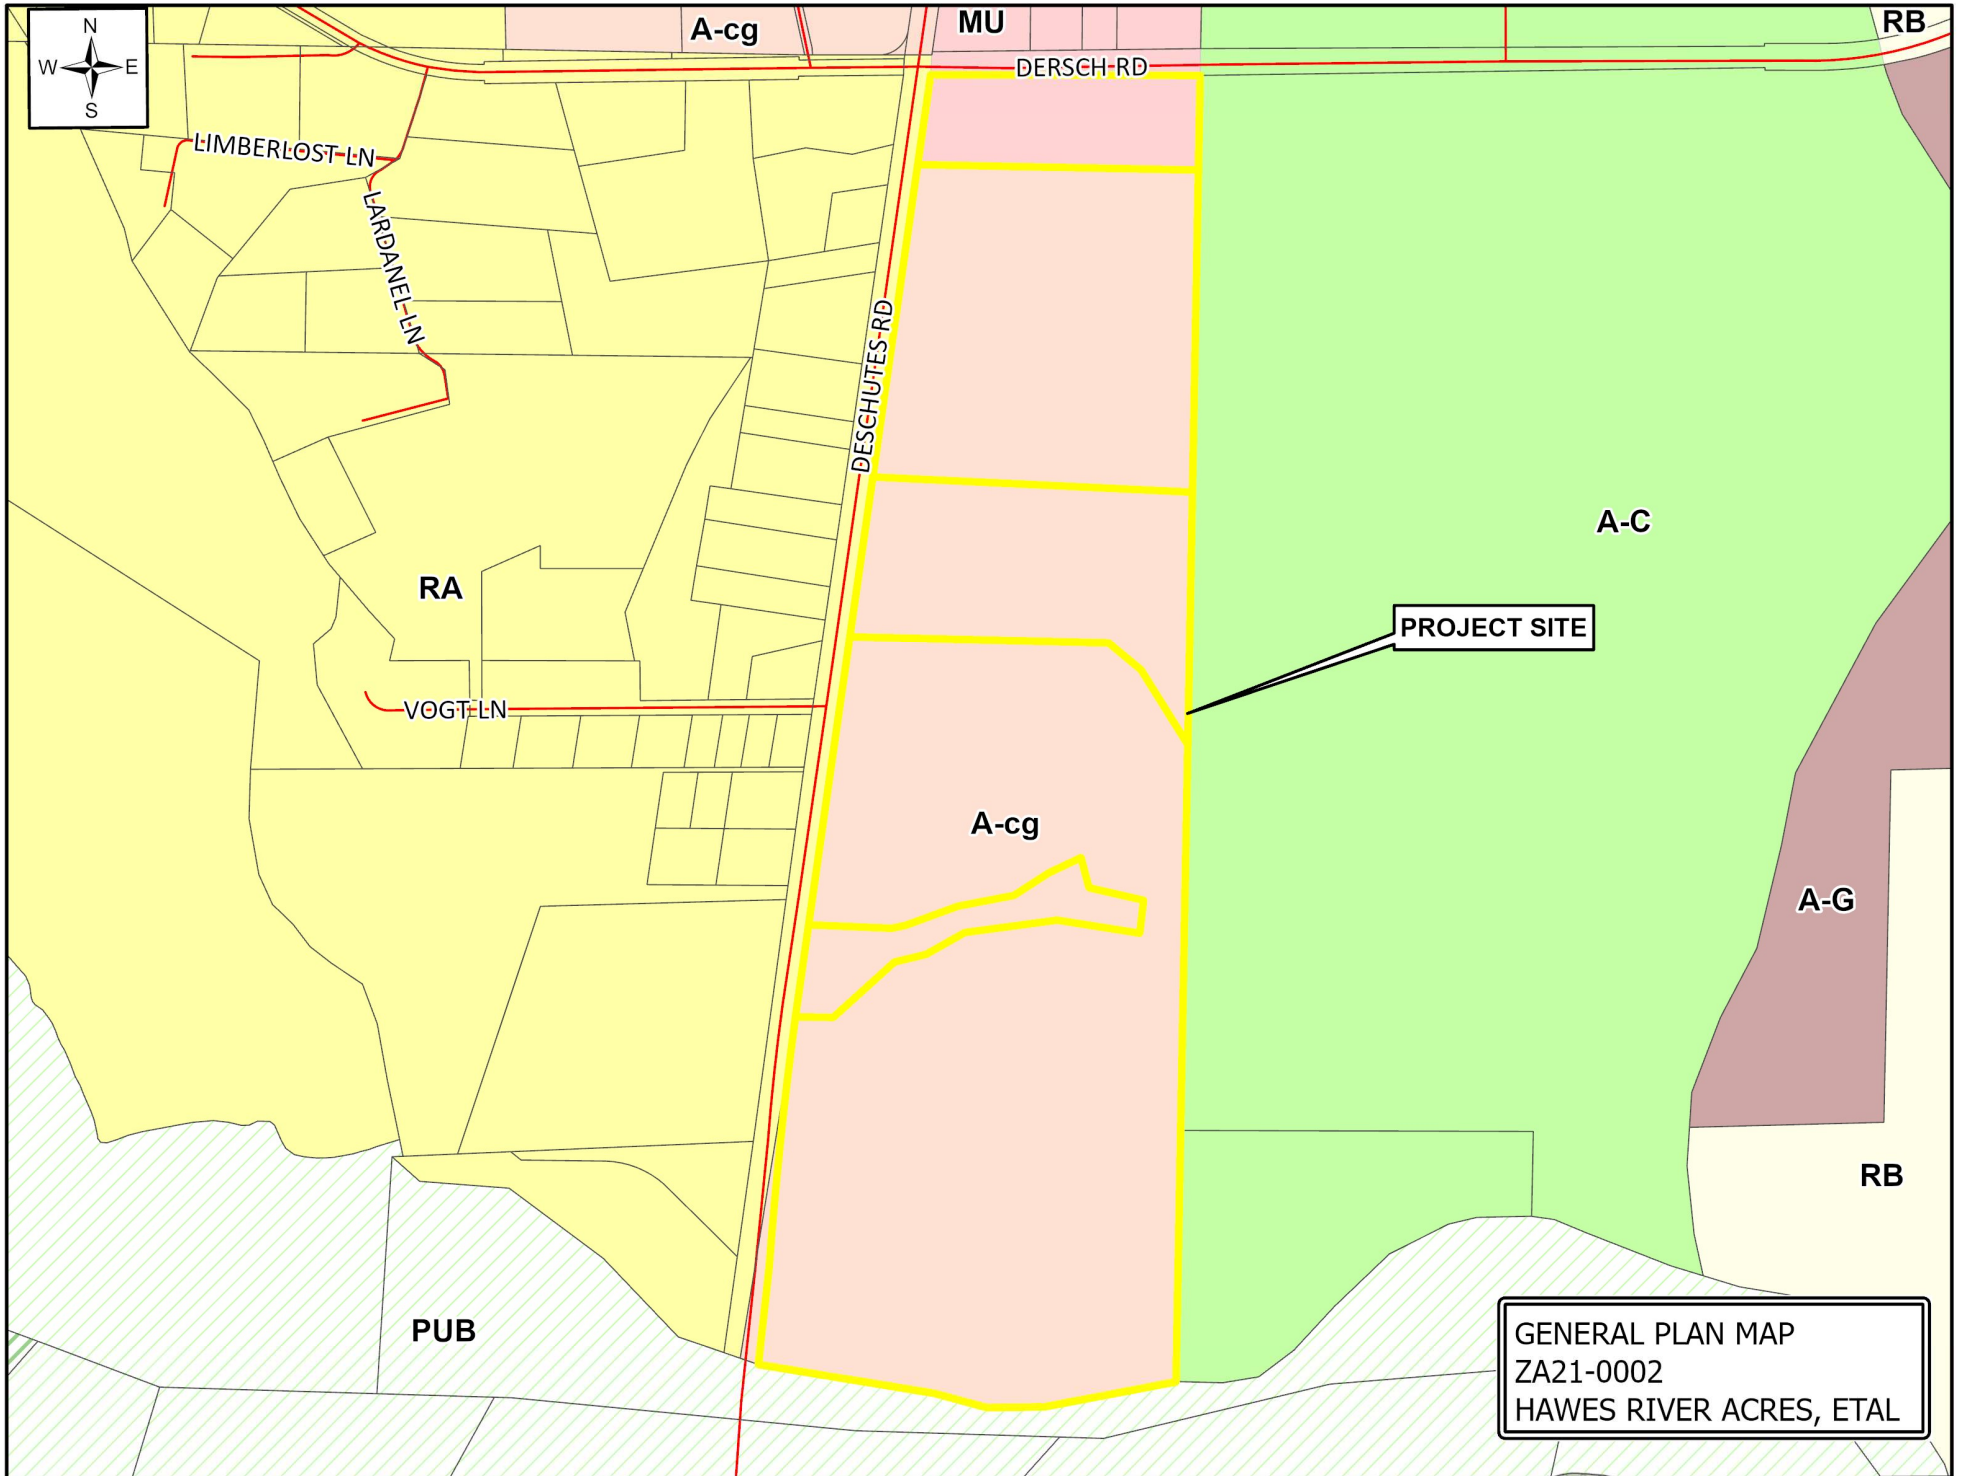 N
W E
S
A-cg
MU
RB
DERSCH RD
LIMBERLOST LN
LARDANEL LN
DESCHUTES RD
A-C
RA
PROJECT SITE
VOGT LN
A-cg
A-G
RB
PUB
GENERAL PLAN MAP
ZA21-0002
HAWES RIVER ACRES, ETAL